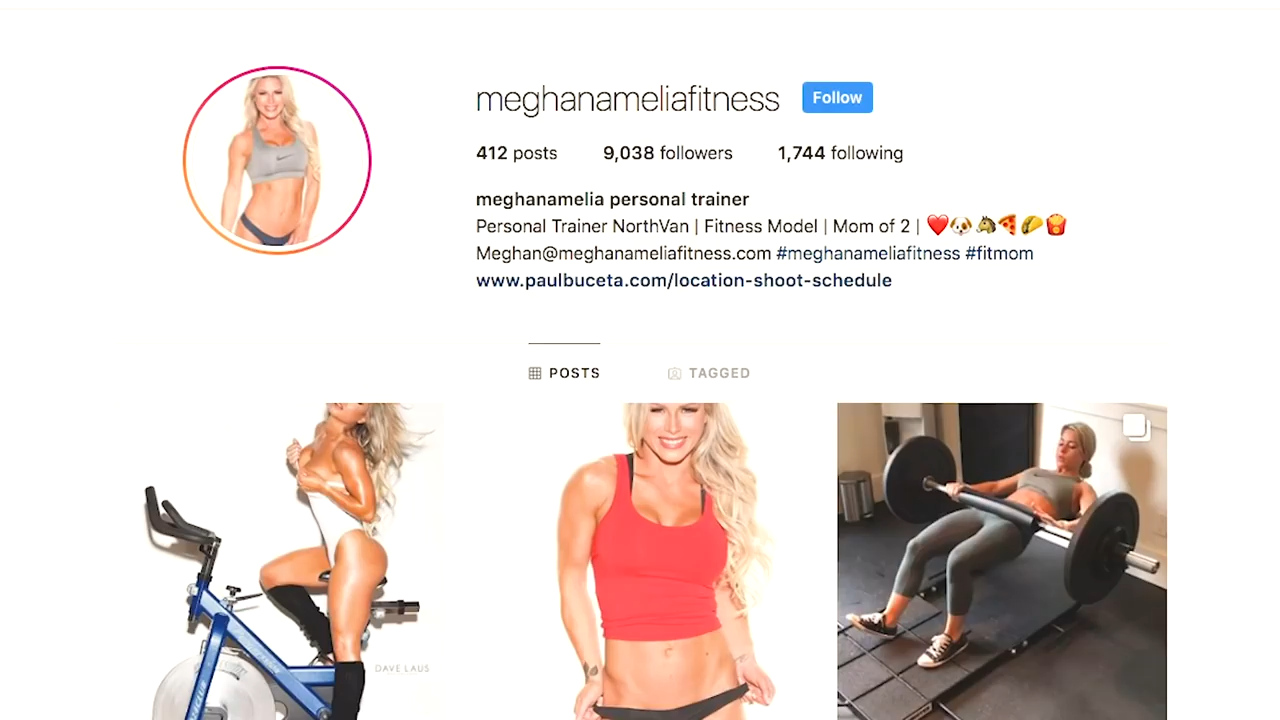 meghanameliafitness Follow
412 posts 9,038 followers 1,744 following
meghanamelia personal trainer
Personal Trainer NorthVan | Fitness Model | Mom of 2 | ❤️🐶🐴🍕🌮🍟
Meghan@meghanameliafitness.com #meghanameliafitness #fitmom
www.paulbuceta.com/location-shoot-schedule
POSTS TAGGED
DAVE LAUS